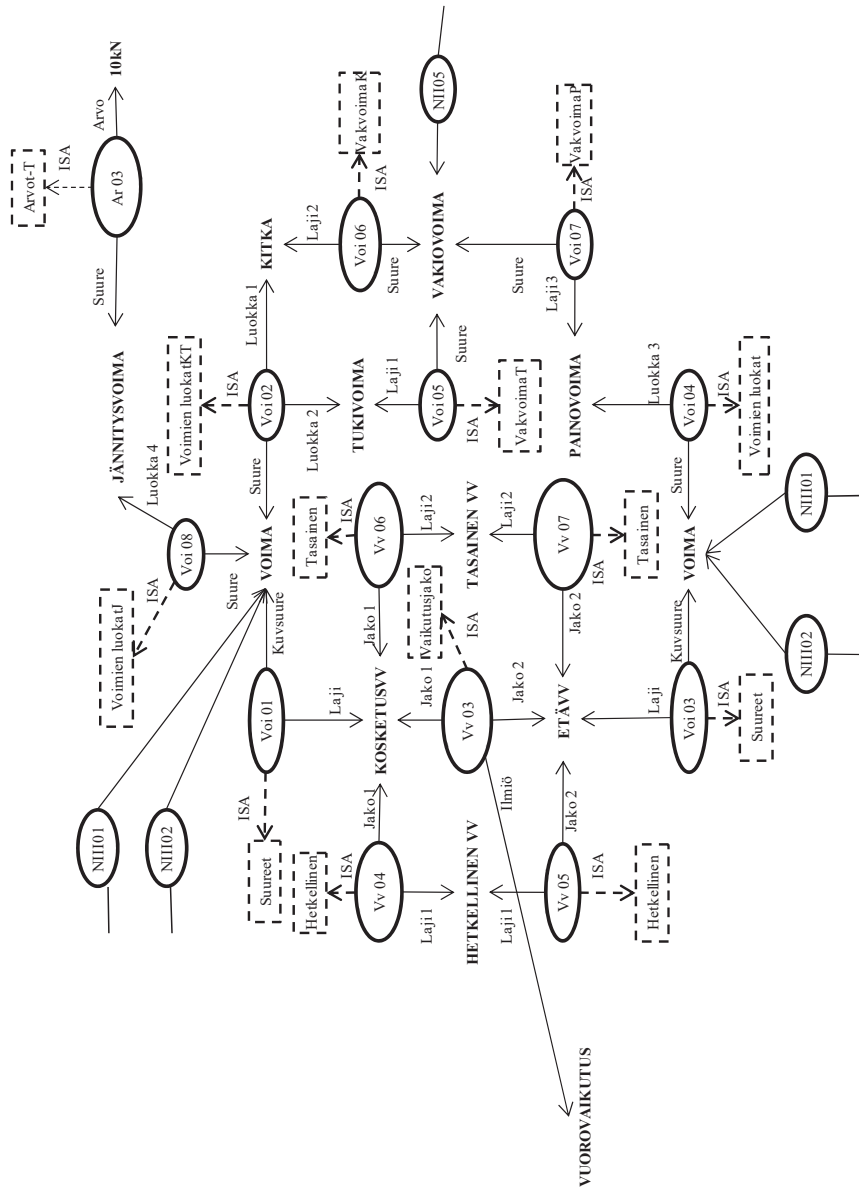 Arvot-T
ISA
Ar 03
Arvo
10kN
Suure
JÄNNITYSVOIMA
Luokka 4
Voimien luokatJ
ISA
Voi 08
Suure
Voimien luokatKT
ISA
Voi 02
Luokka 1
KITKA
Luokka 2
Suure
VOIMA
Kuvsuure
Voi 01
Laji
ISA
Suureet
NIII01
NIII02
Laji2
Voi 06
ISA
VakvoimaK
Suure
VAKIOVOIMA
NII05
TUKIVOIMA
Laji 1
Voi 05
Suure
ISA
VakvoimaT
Suure
Voi 07
ISA
VakvoimaP
Laji3
PAINOVOIMA
Luokka 3
Voi 04
ISA
Voimien luokat
Suure
VOIMA
Kuvsuure
Voi 03
Laji
ISA
Suureet
NIII01
NIII02
Tasainen
ISA
Vv 06
Laji2
Jako 1
TASAINEN VV
Laji2
Vv 07
ISA
Tasainen
Jako 2
Vaikutusjako
ISA
KOSKETUSVV
Jako 1
Vv 03
Jako 2
ETÄVV
Ilmiö
Hetkellinen
ISA
Vv 04
Jako 1
Laji1
HETKELLINEN VV
Laji1
Vv 05
Jako 2
ISA
Hetkellinen
VUOROVAIKUTUS